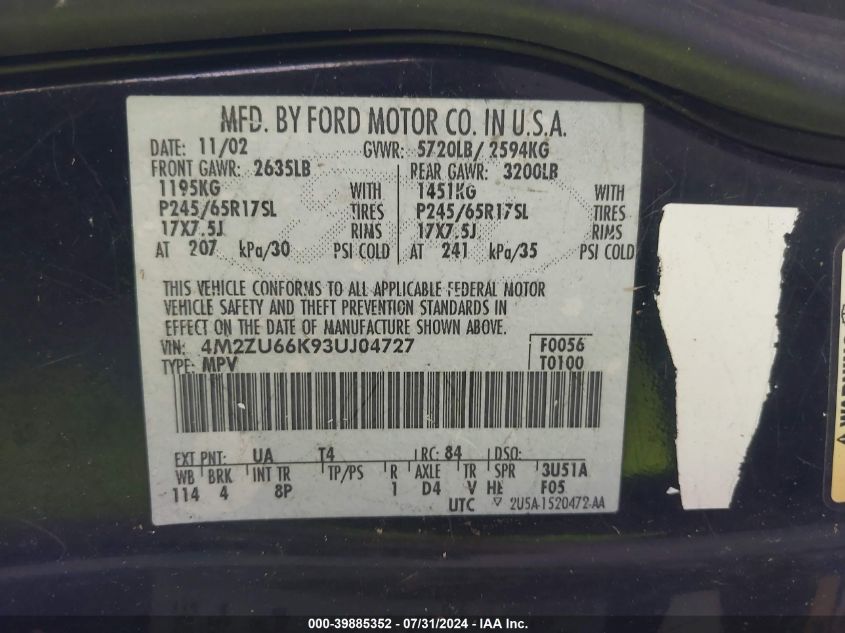 MFD. BY FORD MOTOR CO. IN U.S.A.
DATE: 11/02 GVWR: 5720LB/ 2594KG
FRONT GAWR: 2635LB REAR GAWR: 3200LB
1195KG WITH 1451KG WITH
P245/65R17SL TIRES P245/65R17SL TIRES
17X7.5J RIMS 17X7.5J RIMS
AT 207 kPa/30 PSI COLD AT 241 kPa/35 PSI COLD
THIS VEHICLE CONFORMS TO ALL APPLICABLE FEDERAL MOTOR
VEHICLE SAFETY AND THEFT PREVENTION STANDARDS IN
EFFECT ON THE DATE OF MANUFACTURE SHOWN ABOVE.
VIN: 4M2ZU66K93UJ04727 F0056
TYPE: MPV T0100
EXT PNT: UA T4 RC: 84 DSO:
WB BRK INT TR TP/PS R AXLE TR SPR 3U51A
114 4 8P 1 D4 V HE F05
UTC ▽ 2U5A-1520472-AA
WARNING
000-39885352 - 07/31/2024 - IAA Inc.